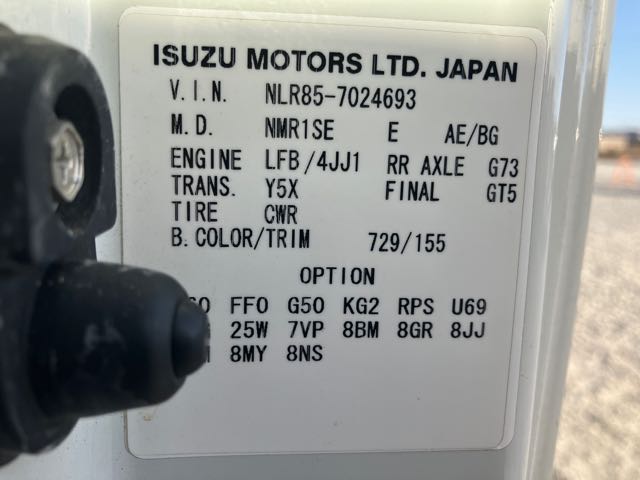 ISUZU MOTORS LTD. JAPAN
V.I.N. NLR85-7024693
M.D. NMR1SE E AE/BG
ENGINE LFB/4JJ1 RR AXLE G73
TRANS. Y5X FINAL GT5
TIRE CWR
B.COLOR/TRIM 729/155
OPTION
FFO G50 KG2 RPS U69
25W 7VP 8BM 8GR 8JJ
8MY 8NS